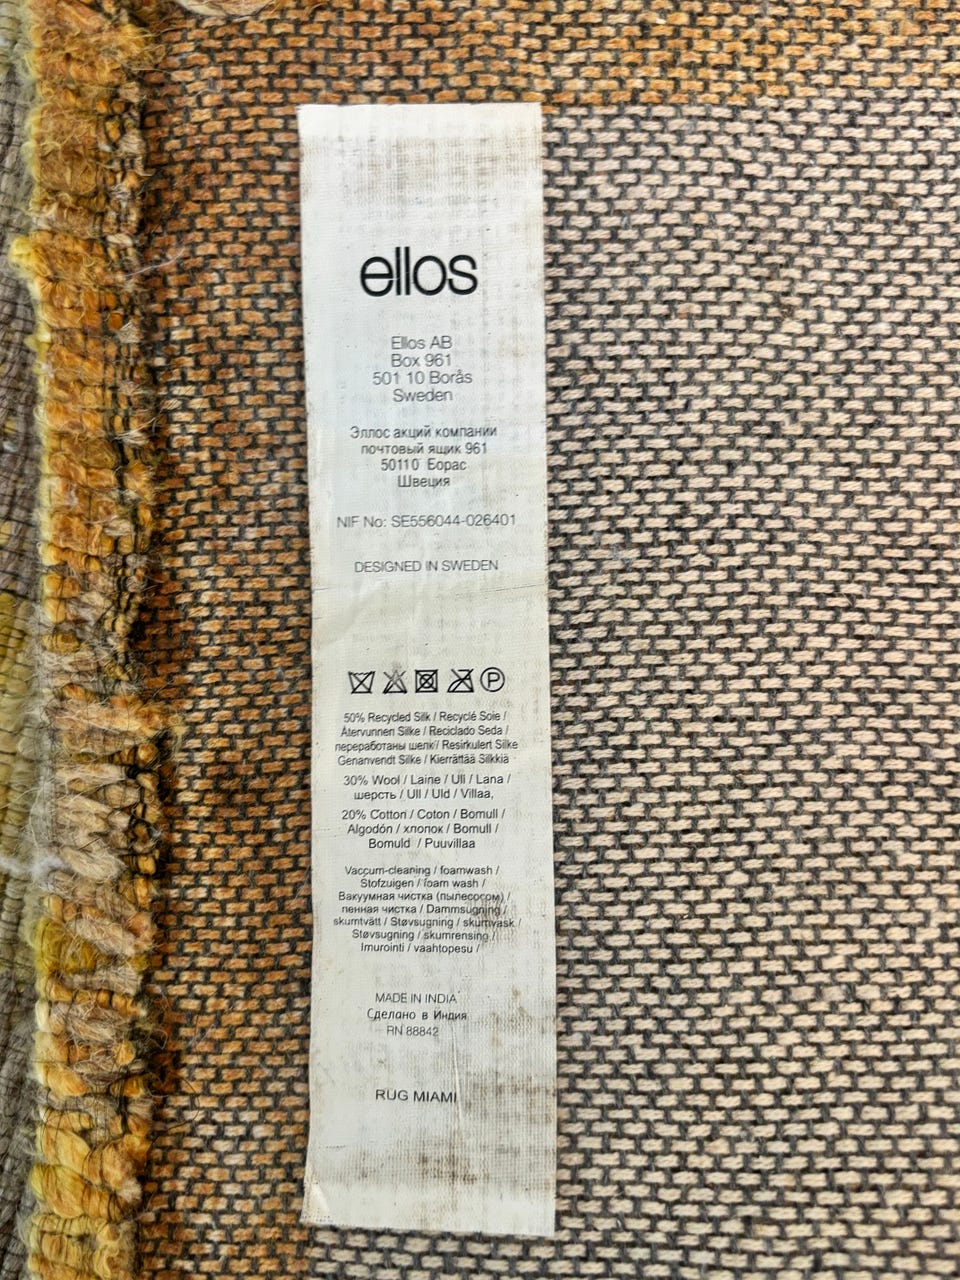 ellos
Ellos AB
Box 961
501 10 Borås
Sweden
Эллос акций компании
почтовый ящик 961
50110 Борас
Швеция
NIF No: SE556044-026401
DESIGNED IN SWEDEN
P
50% Recycled Silk / Recyclé Soie /
Återvunnen Silke / Reciclado Seda /
переработаны шелк / Resirkulert Silke
Genanvendt Silke / Kierrättää Silkkiä
30% Wool / Laine / Ull / Lana /
шерсть / Ull / Uld / Villaa,
20% Cotton / Coton / Bomull /
Algodón / хлопок / Bomull /
Bomuld / Puuvillaa
Vaccum-cleaning / foamwash /
Stofzuigen / foam wash /
Вакуумная чистка (пылесосом) /
пенная чистка / Dammsugning /
skumtvätt / Støvsugning / skumvask /
Støvsugning / skumrensing /
Imurointi / vaahtopesu /
MADE IN INDIA
Сделано в Индия
RN 88842
RUG MIAMI